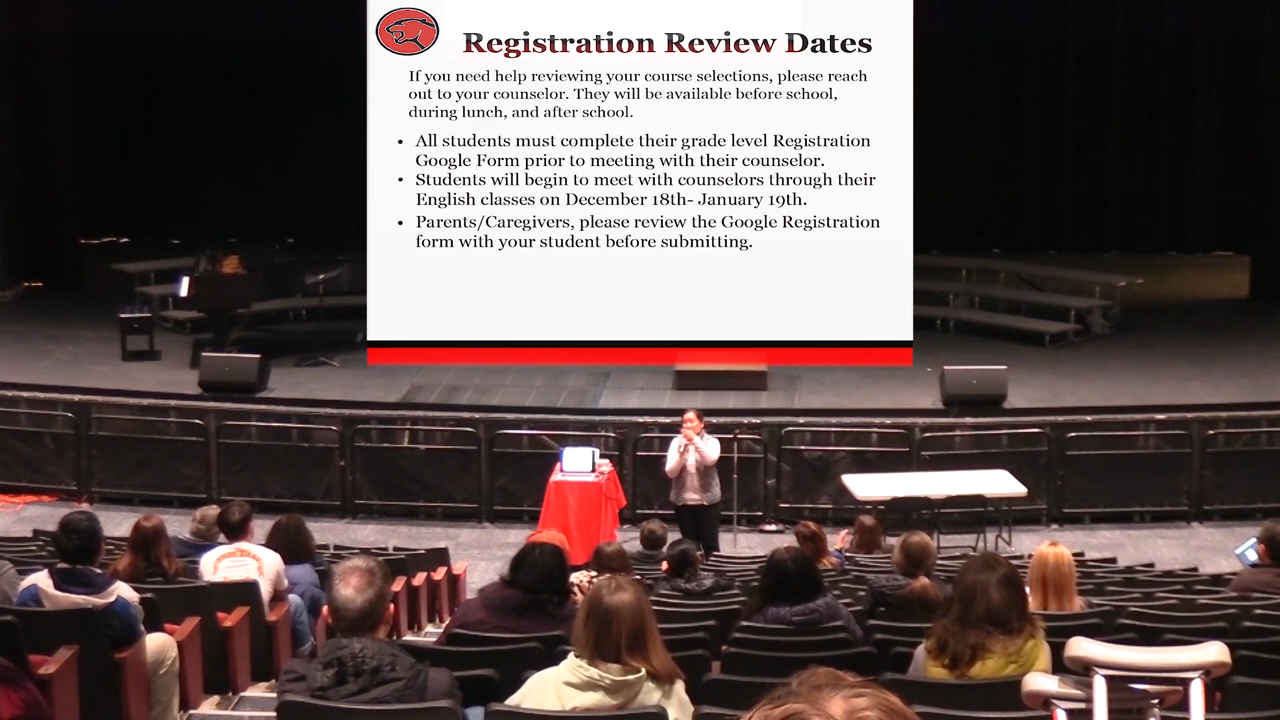 Registration Review Dates
If you need help reviewing your course selections, please reach
out to your counselor. They will be available before school,
during lunch, and after school.
• All students must complete their grade level Registration
Google Form prior to meeting with their counselor.
• Students will begin to meet with counselors through their
English classes on December 18th- January 19th.
• Parents/Caregivers, please review the Google Registration
form with your student before submitting.